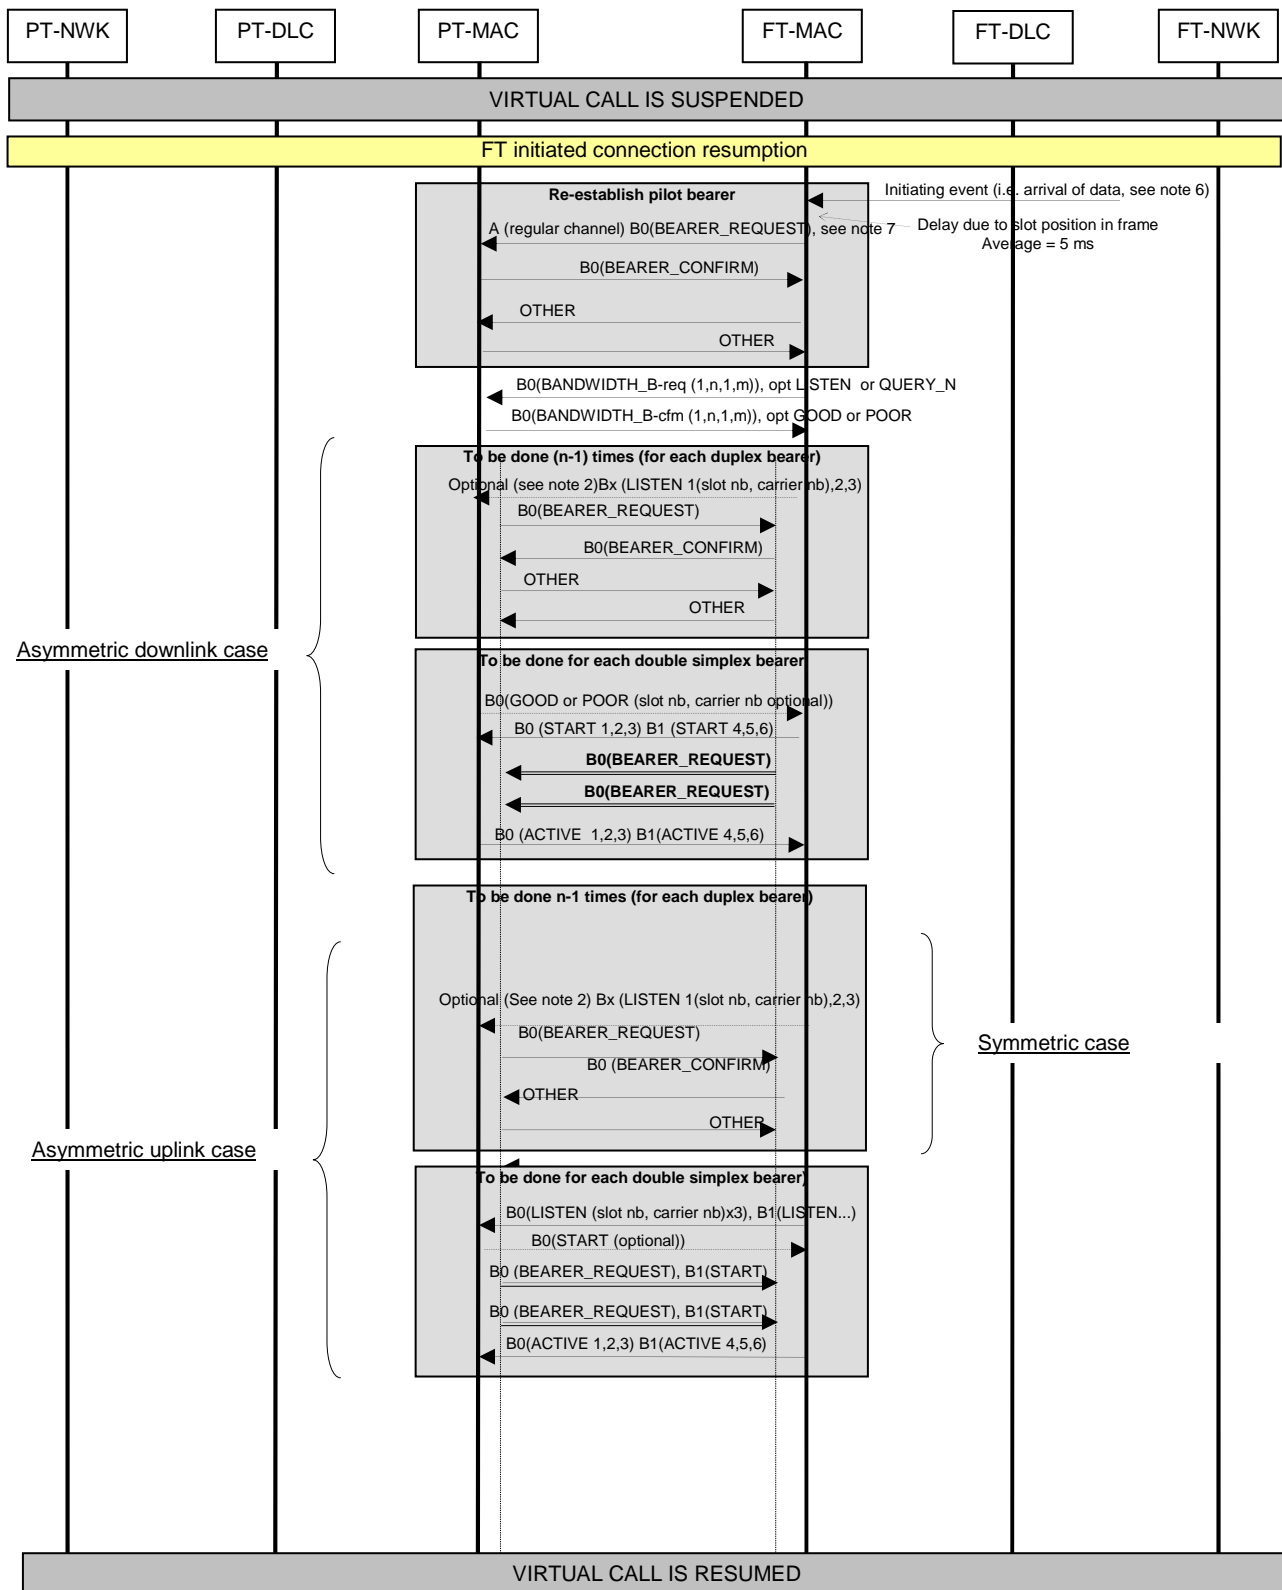 PT-NWK PT-DLC PT-MAC FT-MAC FT-DLC FT-NWK
VIRTUAL CALL IS SUSPENDED
FT initiated connection resumption
Re-establish pilot bearer
Initiating event (i.e. arrival of data, see note 6)
A (regular channel) B0(BEARER_REQUEST), see note 7
Delay due to slot position in frame
Average = 5 ms
B0(BEARER_CONFIRM)
OTHER
OTHER
B0(BANDWIDTH_B-req (1,n,1,m)), opt LISTEN or QUERY_N
B0(BANDWIDTH_B-cfm (1,n,1,m)), opt GOOD or POOR
To be done (n-1) times (for each duplex bearer)
Optional (see note 2)Bx (LISTEN 1(slot nb, carrier nb),2,3)
B0(BEARER_REQUEST)
B0(BEARER_CONFIRM)
OTHER
OTHER
Asymmetric downlink case
To be done for each double simplex bearer
B0(GOOD or POOR (slot nb, carrier nb optional))
B0 (START 1,2,3) B1 (START 4,5,6)
B0(BEARER_REQUEST)
B0(BEARER_REQUEST)
B0 (ACTIVE 1,2,3) B1(ACTIVE 4,5,6)
To be done n-1 times (for each duplex bearer)
Optional (See note 2) Bx (LISTEN 1(slot nb, carrier nb),2,3)
B0(BEARER_REQUEST)
Symmetric case
B0 (BEARER_CONFIRM)
OTHER
OTHER
Asymmetric uplink case
To be done for each double simplex bearer)
B0(LISTEN (slot nb, carrier nb)x3), B1(LISTEN...)
B0(START (optional))
B0 (BEARER_REQUEST), B1(START)
B0 (BEARER_REQUEST), B1(START)
B0(ACTIVE 1,2,3) B1(ACTIVE 4,5,6)
VIRTUAL CALL IS RESUMED